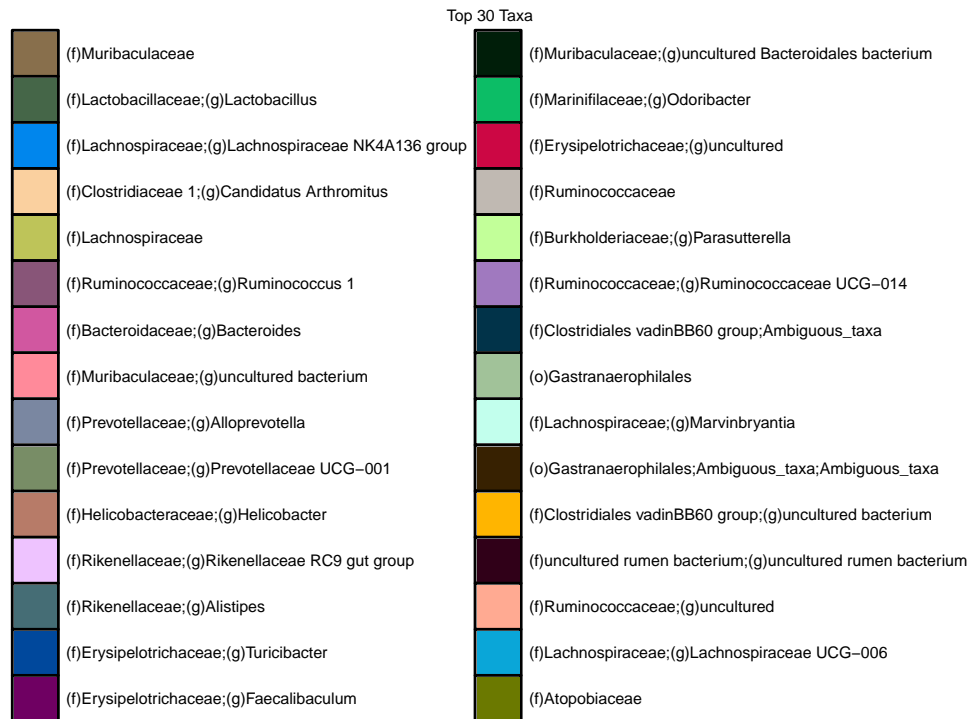 Top 30 Taxa
(f)Muribaculaceae
(f)Lactobacillaceae;(g)Lactobacillus
(f)Lachnospiraceae;(g)Lachnospiraceae NK4A136 group
(f)Clostridiaceae 1;(g)Candidatus Arthromitus
(f)Lachnospiraceae
(f)Ruminococcaceae;(g)Ruminococcus 1
(f)Bacteroidaceae;(g)Bacteroides
(f)Muribaculaceae;(g)uncultured bacterium
(f)Prevotellaceae;(g)Alloprevotella
(f)Prevotellaceae;(g)Prevotellaceae UCG−001
(f)Helicobacteraceae;(g)Helicobacter
(f)Rikenellaceae;(g)Rikenellaceae RC9 gut group
(f)Rikenellaceae;(g)Alistipes
(f)Erysipelotrichaceae;(g)Turicibacter
(f)Erysipelotrichaceae;(g)Faecalibaculum
(f)Muribaculaceae;(g)uncultured Bacteroidales bacterium
(f)Marinifilaceae;(g)Odoribacter
(f)Erysipelotrichaceae;(g)uncultured
(f)Ruminococcaceae
(f)Burkholderiaceae;(g)Parasutterella
(f)Ruminococcaceae;(g)Ruminococcaceae UCG−014
(f)Clostridiales vadinBB60 group;Ambiguous_taxa
(o)Gastranaerophilales
(f)Lachnospiraceae;(g)Marvinbryantia
(o)Gastranaerophilales;Ambiguous_taxa;Ambiguous_taxa
(f)Clostridiales vadinBB60 group;(g)uncultured bacterium
(f)uncultured rumen bacterium;(g)uncultured rumen bacterium
(f)Ruminococcaceae;(g)uncultured
(f)Lachnospiraceae;(g)Lachnospiraceae UCG−006
(f)Atopobiaceae